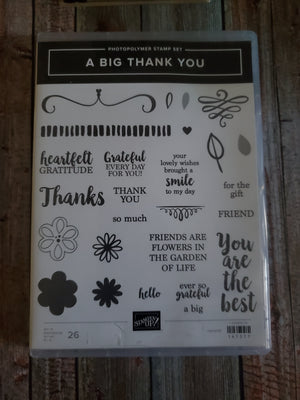 PHOTOPOLYMER STAMP SET
A BIG THANK YOU
heartfelt
GRATITUDE
Grateful
EVERY DAY
FOR YOU!
your
lovely wishes
brought a
smile
to my day
for the
gift
Thanks
THANK
YOU
FRIEND
so much
FRIENDS ARE
FLOWERS IN
THE GARDEN
OF LIFE
You
are the
best
hello
ever so
grateful
a big
26
STAMPIN' UP!